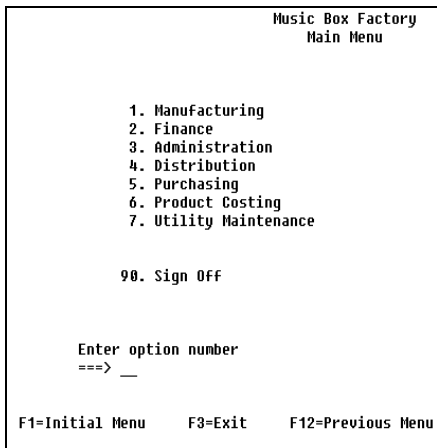 Music Box Factory
Main Menu
1. Manufacturing
2. Finance
3. Administration
4. Distribution
5. Purchasing
6. Product Costing
7. Utility Maintenance
90. Sign Off
Enter option number
===> __
F1=Initial Menu F3=Exit F12=Previous Menu